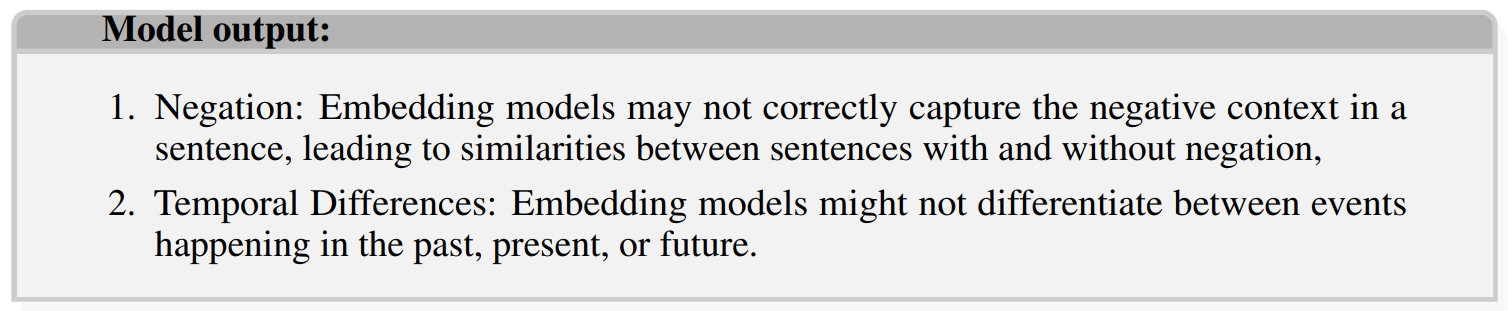 Model output:
1. Negation: Embedding models may not correctly capture the negative context in a
sentence, leading to similarities between sentences with and without negation,
2. Temporal Differences: Embedding models might not differentiate between events
happening in the past, present, or future.